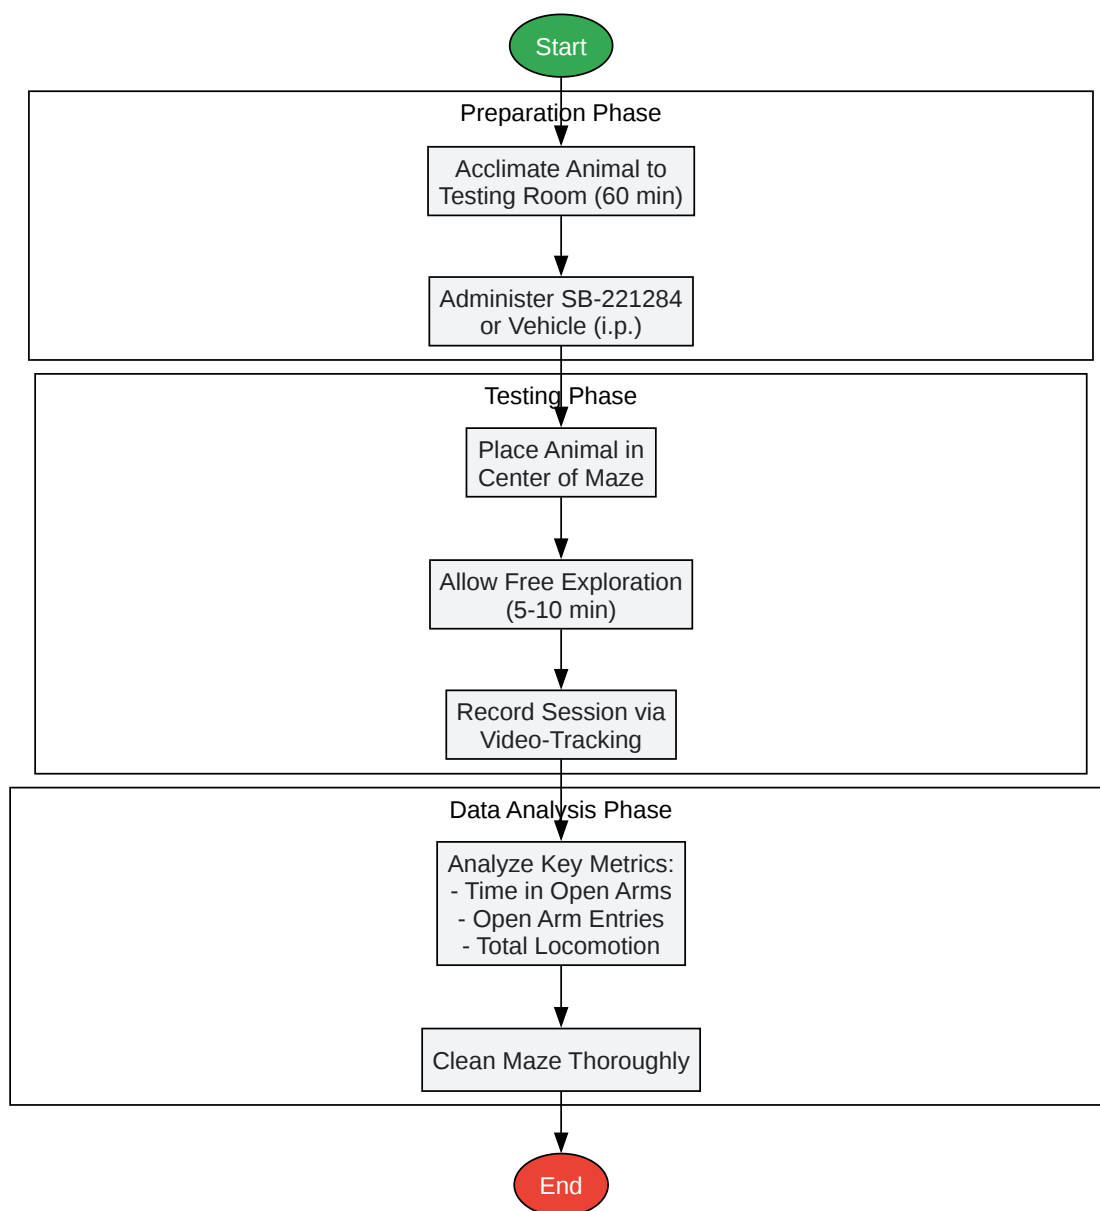 Start
Preparation Phase
Acclimate Animal to
Testing Room (60 min)
Administer SB-221284
or Vehicle (i.p.)
Testing Phase
Place Animal in
Center of Maze
Allow Free Exploration
(5-10 min)
Record Session via
Video-Tracking
Data Analysis Phase
Analyze Key Metrics:
- Time in Open Arms
- Open Arm Entries
- Total Locomotion
Clean Maze Thoroughly
End